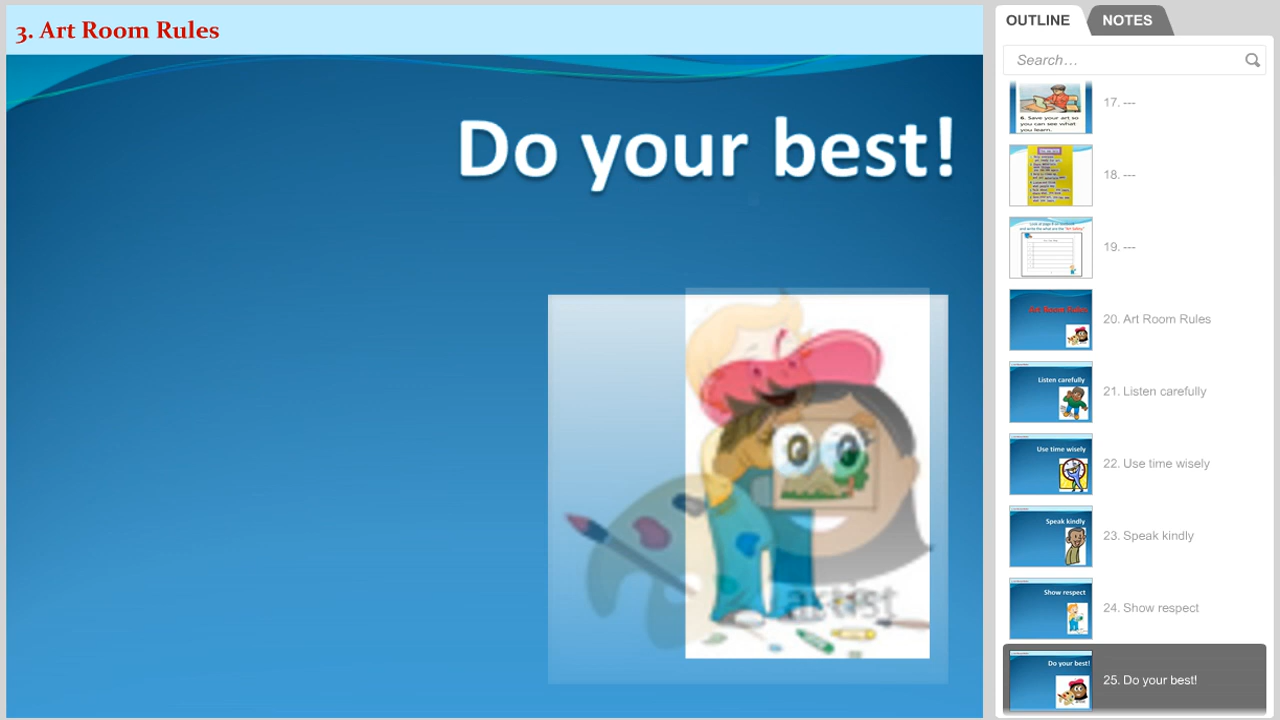 3. Art Room Rules
Do your best!
artist
OUTLINE
NOTES
Search…
6. Save your art so
you can see what
you learn.
17. ---
18. ---
19. ---
Art Room Rules
20. Art Room Rules
Listen carefully
21. Listen carefully
Use time wisely
22. Use time wisely
Speak kindly
23. Speak kindly
Show respect
24. Show respect
Do your best!
25. Do your best!